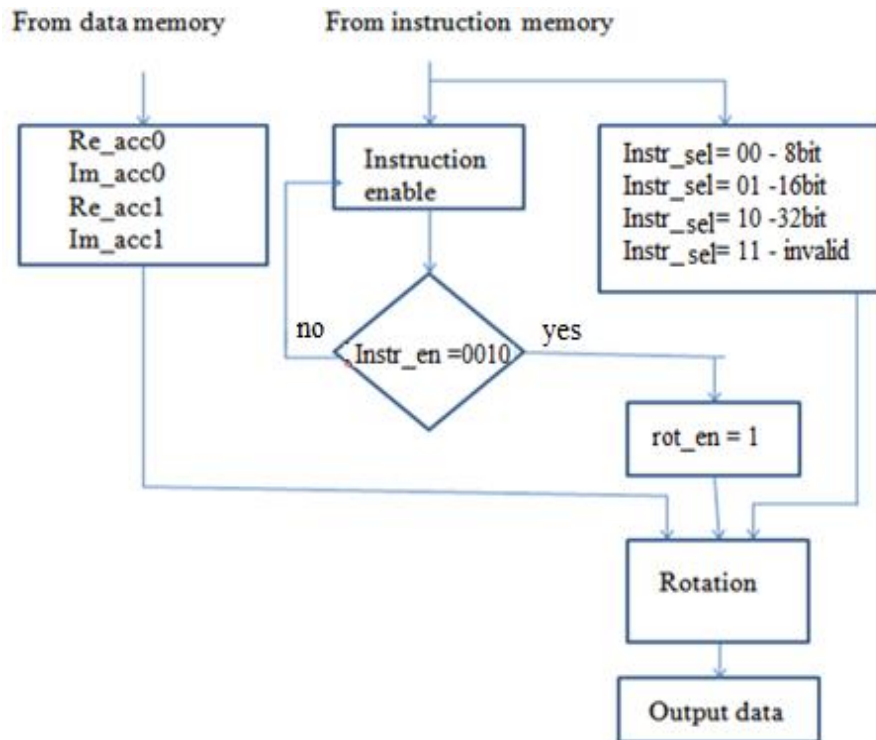 From data memory
From instruction memory
Re_acc0
Im_acc0
Re_acc1
Im_acc1
Instruction
enable
Instr_sel= 00 - 8bit
Instr_sel= 01 -16bit
Instr_sel= 10 -32bit
Instr_sel= 11 - invalid
no
Instr_en =0010
yes
rot_en = 1
Rotation
Output data